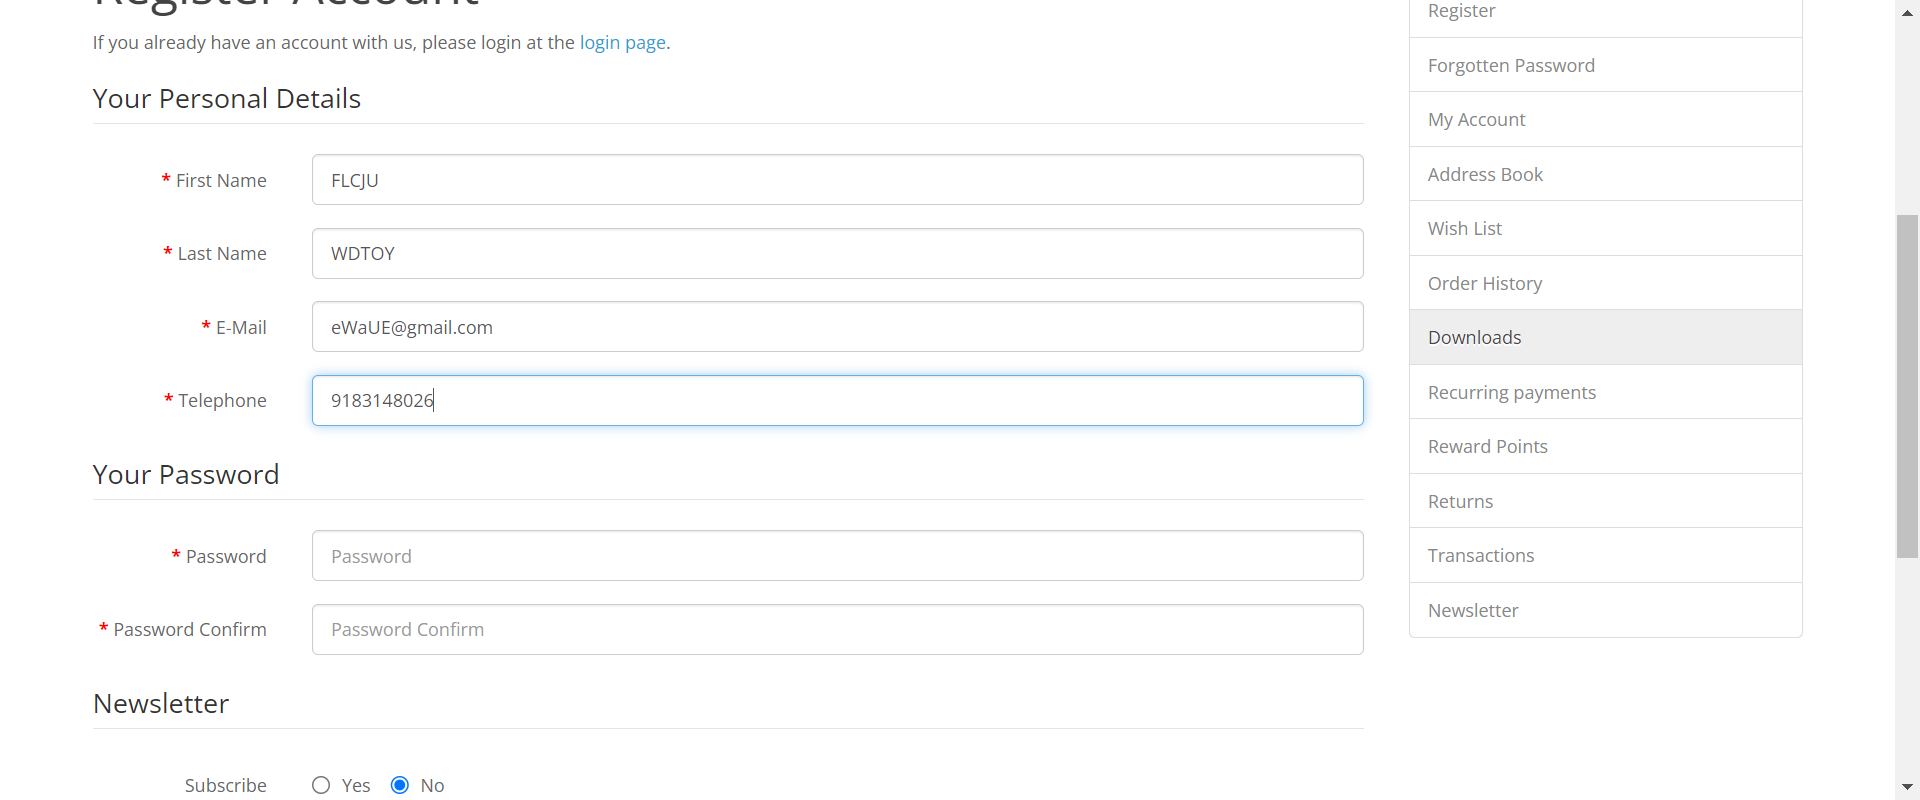 Register Account
If you already have an account with us, please login at the login page.
Your Personal Details
* First Name
FLCJU
* Last Name
WDTOY
* E-Mail
eWaUE@gmail.com
* Telephone
9183148026
Your Password
* Password
Password
* Password Confirm
Password Confirm
Newsletter
Subscribe
Yes
No
Register
Forgotten Password
My Account
Address Book
Wish List
Order History
Downloads
Recurring payments
Reward Points
Returns
Transactions
Newsletter